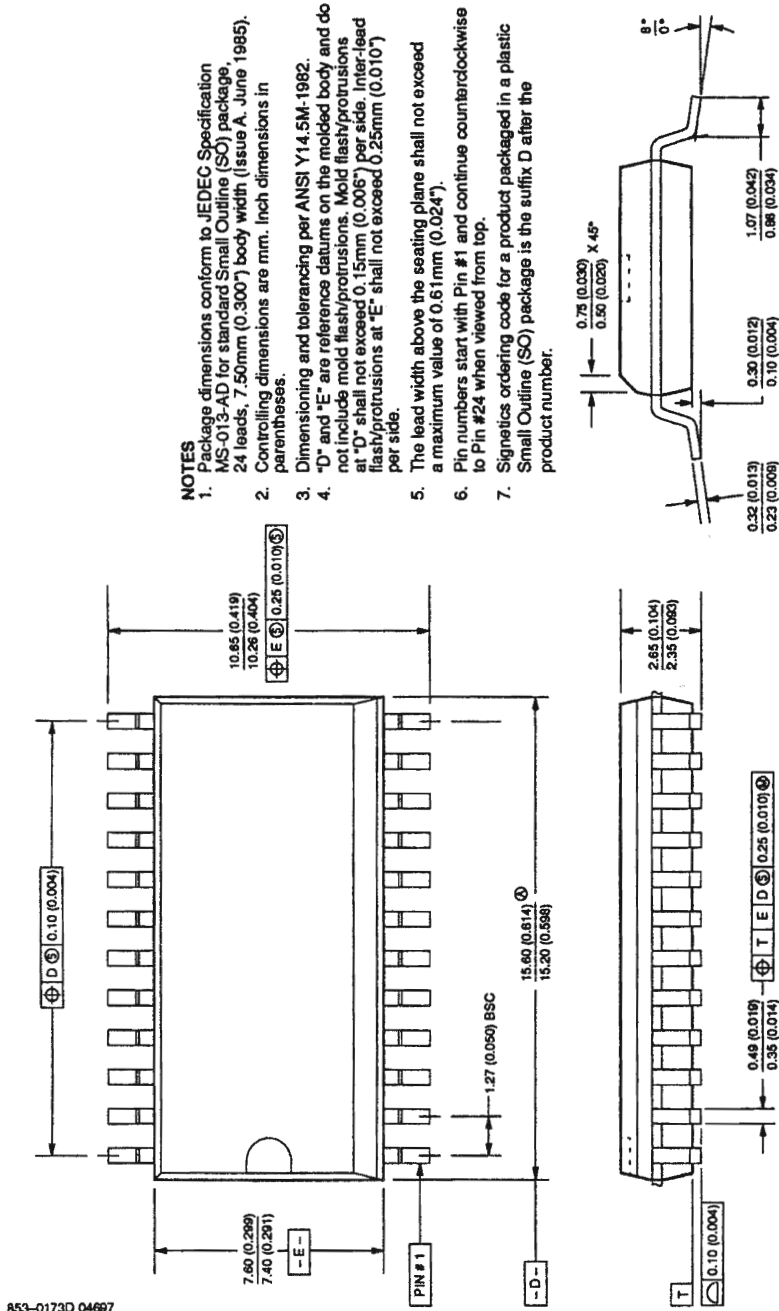 NOTES
1. Package dimensions conform to JEDEC Specification
MS-013-AD for standard Small Outline (SO) package,
24 leads, 7.50mm (0.300") body width (Issue A. June 1985).
2. Controlling dimensions are mm. Inch dimensions in
parentheses.
3. Dimensioning and tolerancing per ANSI Y14.5M-1982.
4. "D" and "E" are reference datums on the molded body and do
not include mold flash/protrusions. Mold flash/protrusions
at "D" shall not exceed 0.15mm (0.006") per side. Inter-lead
flash/protrusions at "E" shall not exceed 0.25mm (0.010")
per side.
5. The lead width above the seating plane shall not exceed
a maximum value of 0.61mm (0.024").
6. Pin numbers start with Pin #1 and continue counterclockwise
to Pin #24 when viewed from top.
7. Signetics ordering code for a product packaged in a plastic
Small Outline (SO) package is the suffix D after the
product number.
⌖ D Ⓢ 0.10 (0.004)
10.65 (0.419)
10.26 (0.404)
⌖ E Ⓢ 0.25 (0.010) Ⓢ
7.60 (0.299)
7.40 (0.291)
- E -
PIN # 1
1.27 (0.050) BSC
15.60 (0.614) Ⓐ
15.20 (0.598)
- D -
2.65 (0.104)
2.35 (0.093)
T
⌓ 0.10 (0.004)
0.49 (0.019)
0.35 (0.014)
⌖ T E D Ⓢ 0.25 (0.010) Ⓜ
0.75 (0.030)
0.50 (0.020)
X 45°
8°
0°
0.32 (0.013)
0.23 (0.009)
0.30 (0.012)
0.10 (0.004)
1.07 (0.042)
0.86 (0.034)
853-0173D 04697